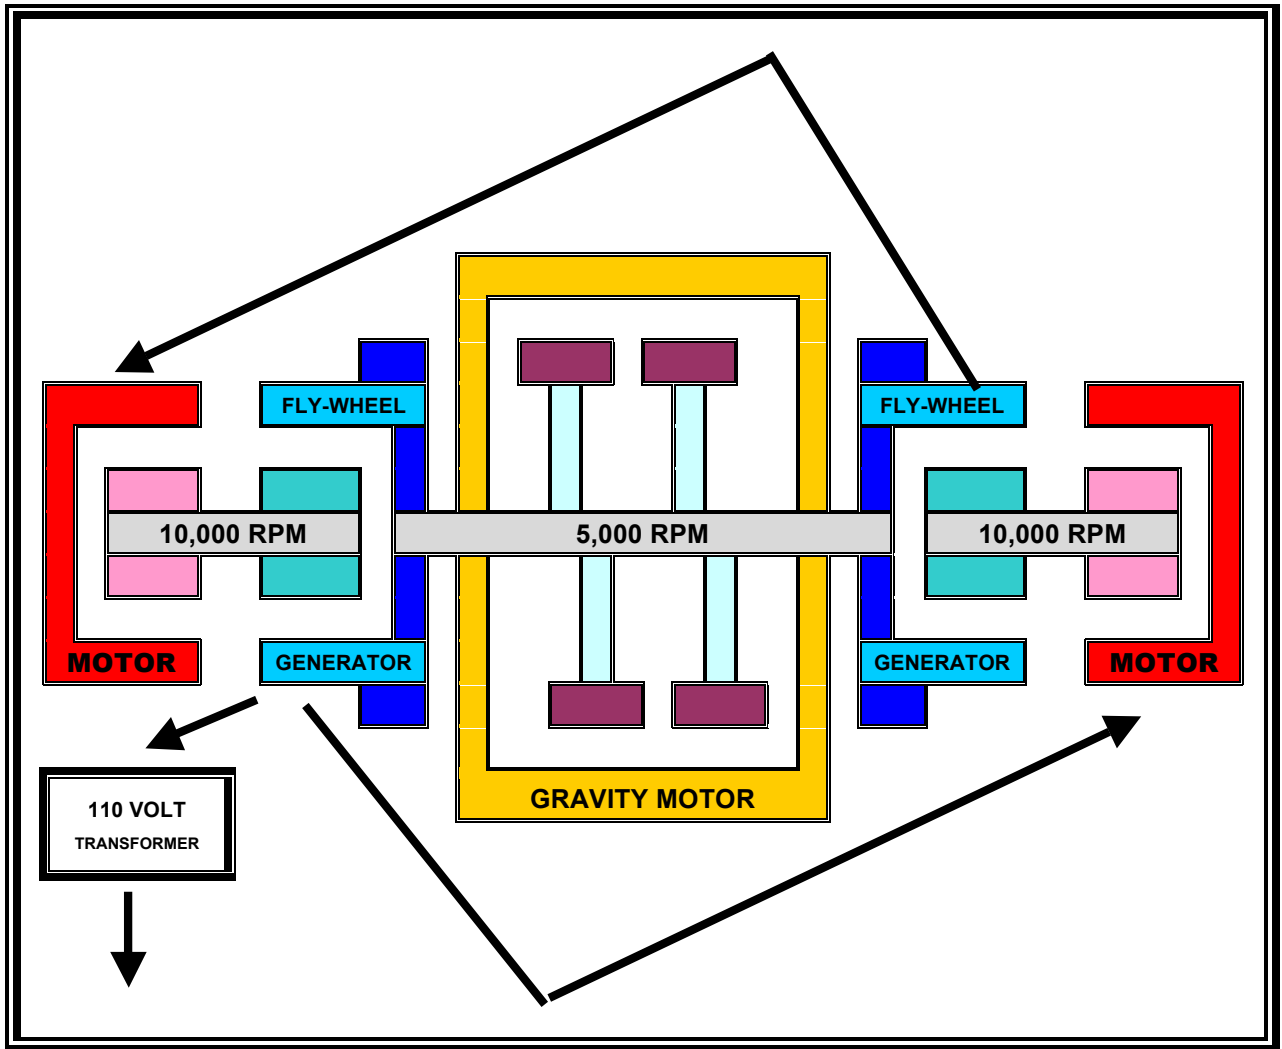 FLY-WHEEL
FLY-WHEEL
10,000 RPM
5,000 RPM
10,000 RPM
MOTOR
GENERATOR
GENERATOR
MOTOR
110 VOLT
TRANSFORMER
GRAVITY MOTOR